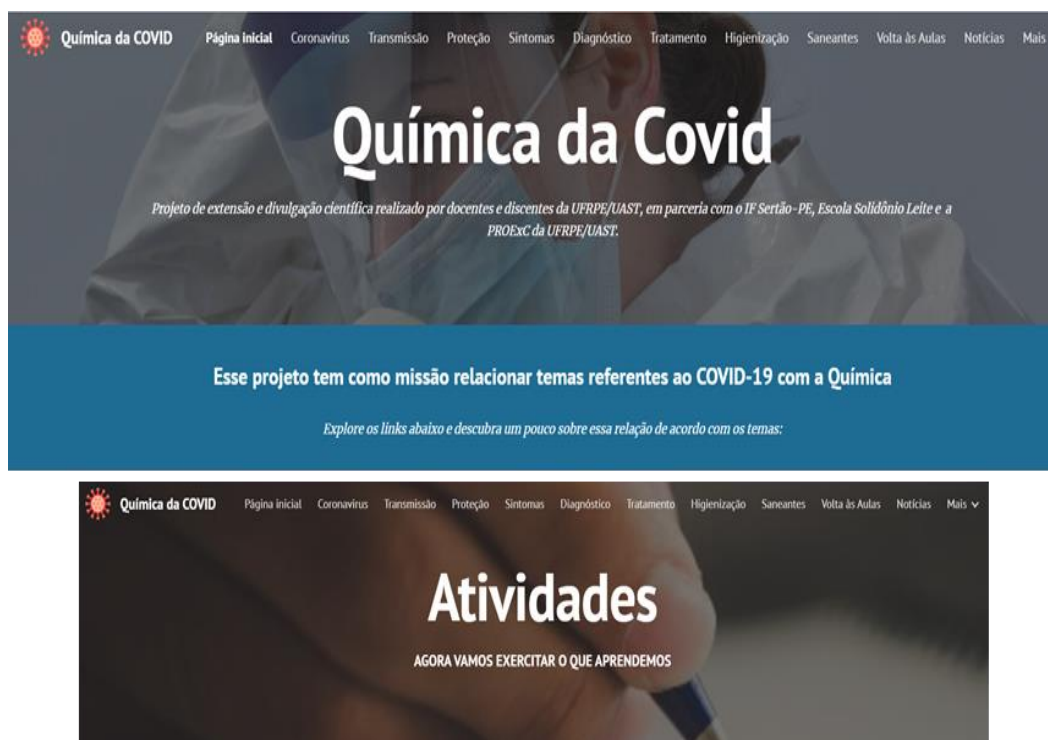 Química da COVID Página inicial Coronavirus Transmissão Proteção Sintomas Diagnóstico Tratamento Higienização Saneantes Volta às Aulas Notícias Mais
Química da Covid
Projeto de extensão e divulgação científica realizado por docentes e discentes da UFRPE/UAST, em parceria com o IF Sertão-PE, Escola Solidônio Leite e a
PROExC da UFRPE/UAST.
Esse projeto tem como missão relacionar temas referentes ao COVID-19 com a Química
Explore os links abaixo e descubra um pouco sobre essa relação de acordo com os temas:
Química da COVID Página inicial Coronavirus Transmissão Proteção Sintomas Diagnóstico Tratamento Higienização Saneantes Volta às Aulas Notícias Mais
Atividades
AGORA VAMOS EXERCITAR O QUE APRENDEMOS